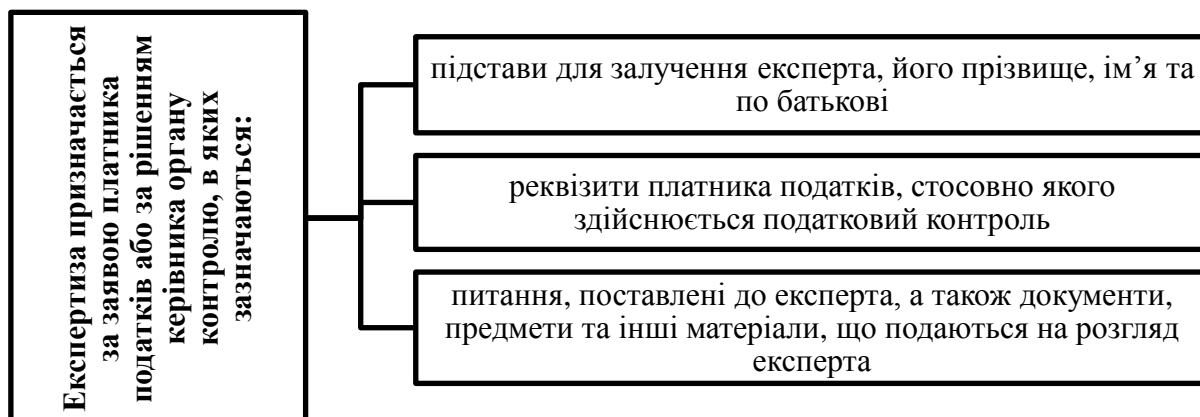 Експертиза призначається
за заявою платника
податків або за рішенням
керівника органу
контролю, в яких
зазначаються:
підстави для залучення експерта, його прізвище, ім’я та
по батькові
реквізити платника податків, стосовно якого
здійснюється податковий контроль
питання, поставлені до експерта, а також документи,
предмети та інші матеріали, що подаються на розгляд
експерта